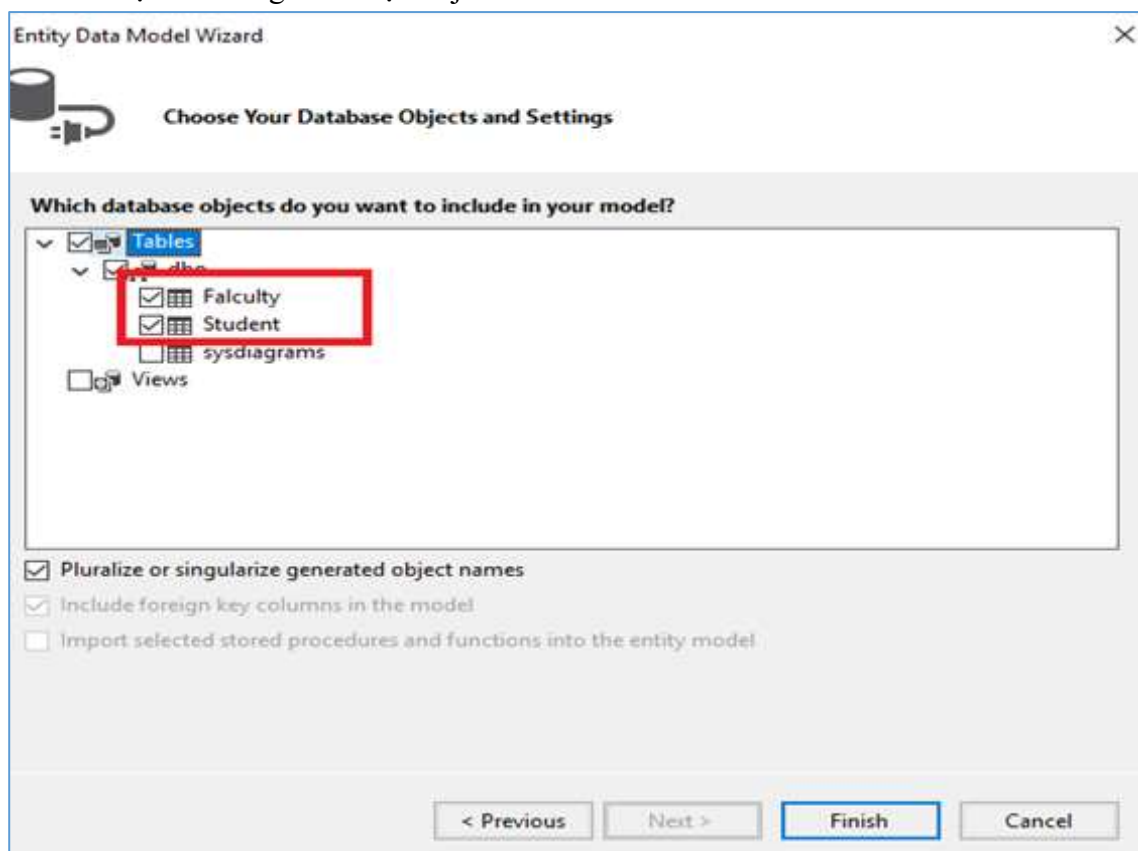 Entity Data Model Wizard
Choose Your Database Objects and Settings
Which database objects do you want to include in your model?
Tables
dbo
Falculty
Student
sysdiagrams
Views
Pluralize or singularize generated object names
Include foreign key columns in the model
Import selected stored procedures and functions into the entity model
< Previous
Next >
Finish
Cancel